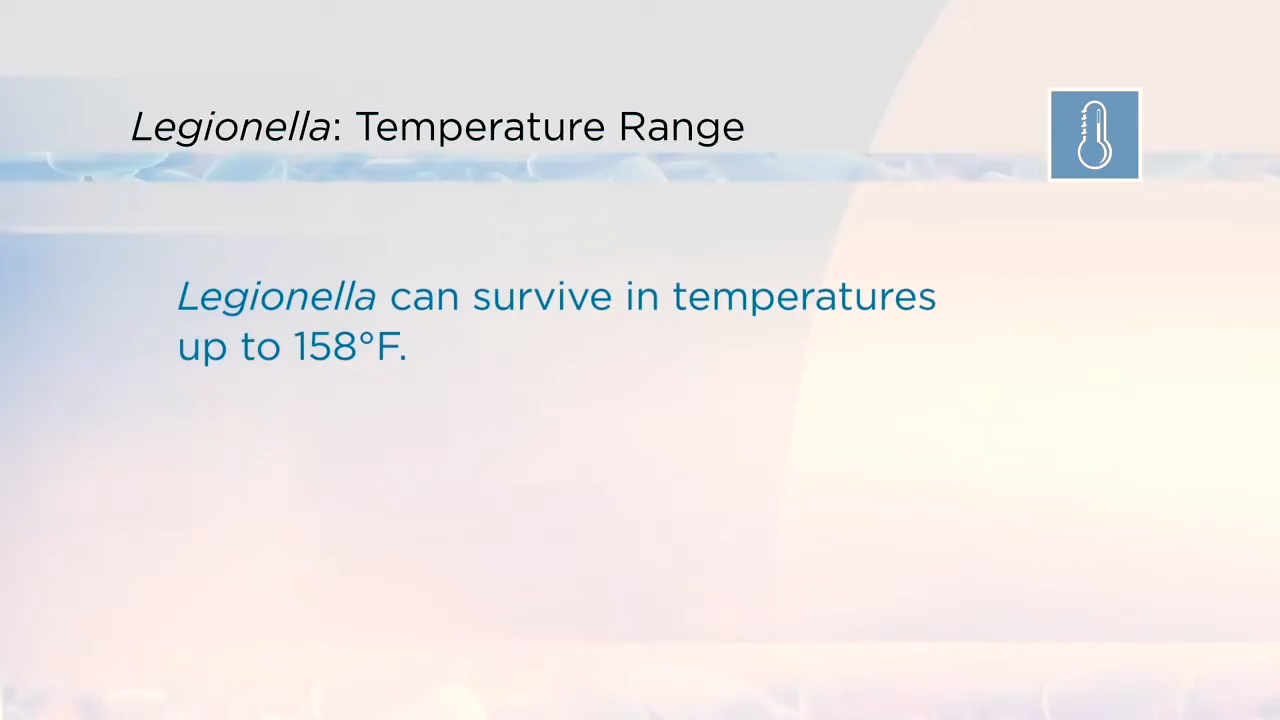 Legionella: Temperature Range
Legionella can survive in temperatures
up to 158°F.